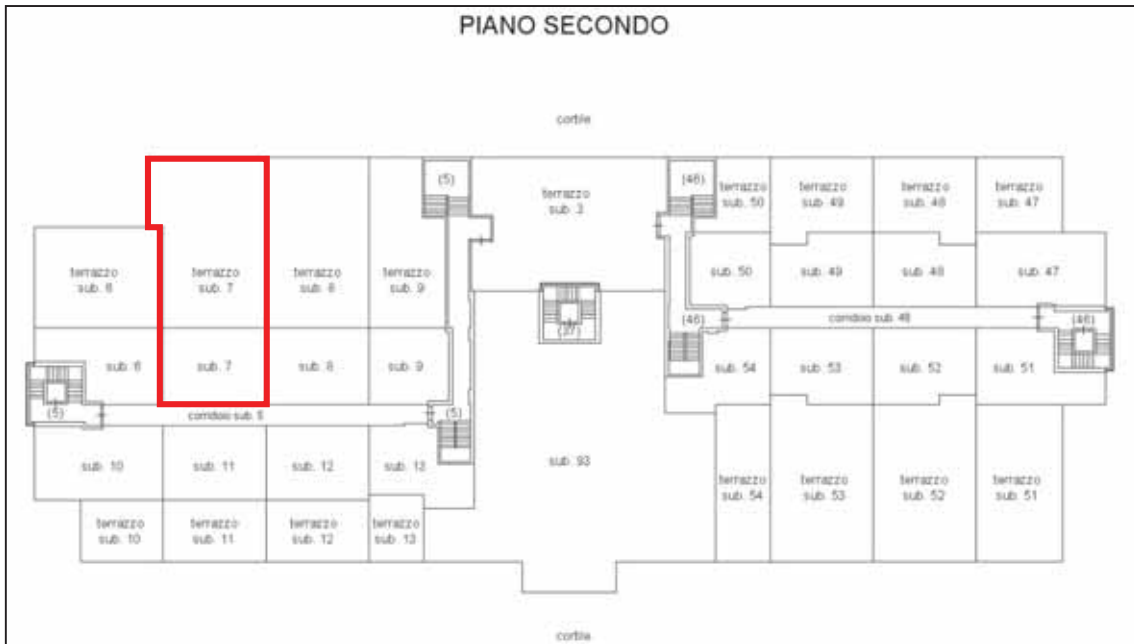 PIANO SECONDO
cortile
(5)
terrazzo
sub. 3
(46)
terrazzo
sub. 50
terrazzo
sub. 49
terrazzo
sub. 48
terrazzo
sub. 47
terrazzo
sub. 6
terrazzo
sub. 7
terrazzo
sub. 8
terrazzo
sub. 9
sub. 50
sub. 49
sub. 48
sub. 47
(37)
(46)
corridoio sub. 46
(46)
sub. 6
sub. 7
sub. 8
sub. 9
sub. 54
sub. 53
sub. 52
sub. 51
(5)
corridoio sub. 5
(5)
sub. 10
sub. 11
sub. 12
sub. 13
sub. 93
terrazzo
sub. 54
terrazzo
sub. 53
terrazzo
sub. 52
terrazzo
sub. 51
terrazzo
sub. 10
terrazzo
sub. 11
terrazzo
sub. 12
terrazzo
sub. 13
cortile